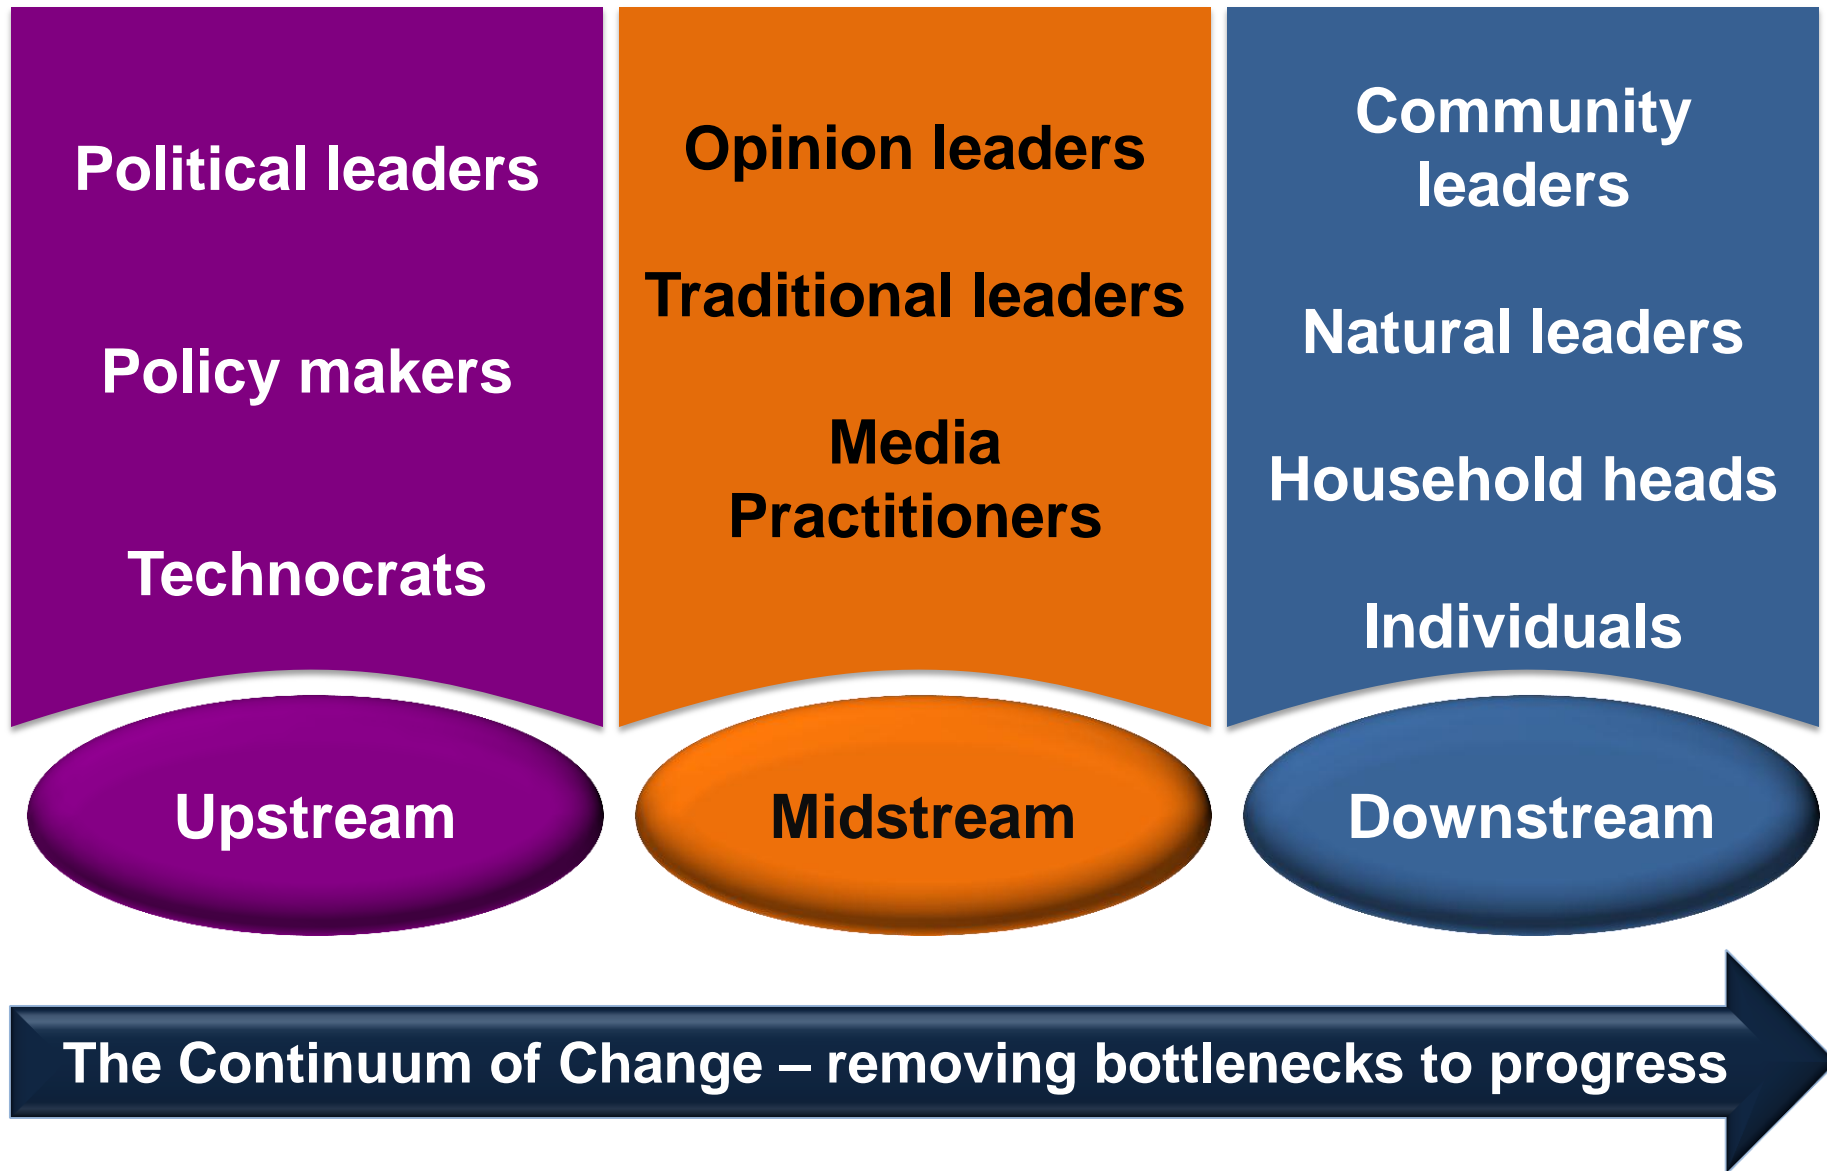 Political leaders
Policy makers
Technocrats
Upstream
Opinion leaders
Traditional leaders
Media
Practitioners
Midstream
Community
leaders
Natural leaders
Household heads
Individuals
Downstream
The Continuum of Change – removing bottlenecks to progress